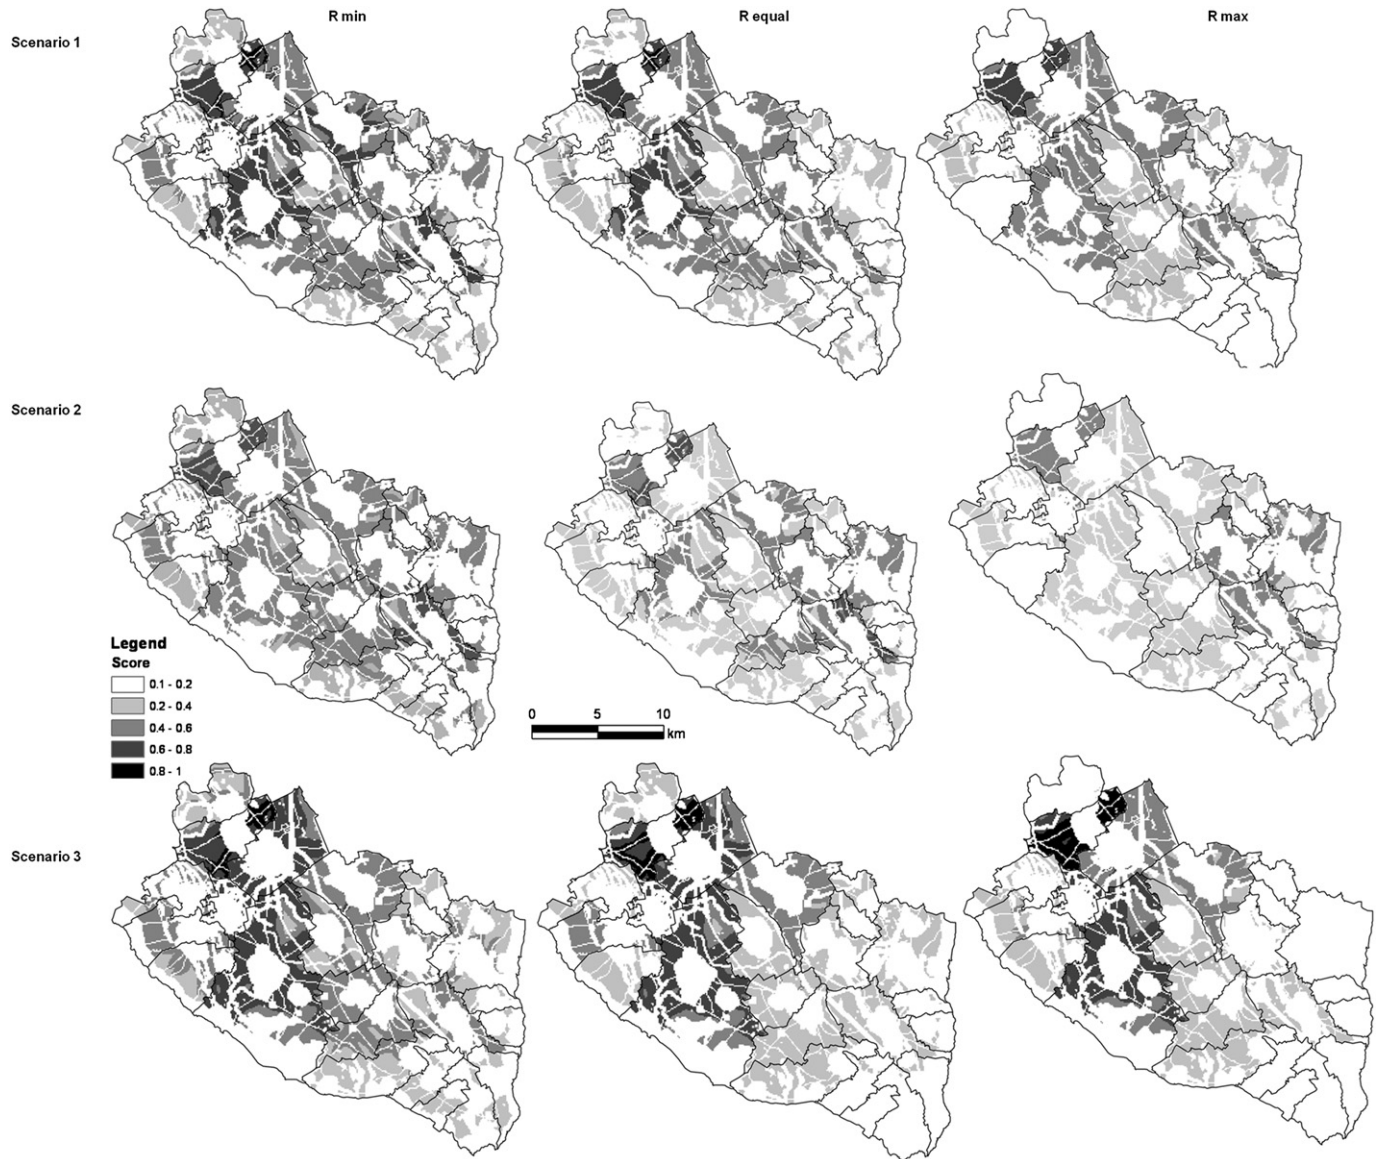 R min
R equal
R max
Scenario 1
Scenario 2
Legend
Score
0.1 - 0.2
0.2 - 0.4
0.4 - 0.6
0.6 - 0.8
0.8 - 1
0 5 10
km
Scenario 3